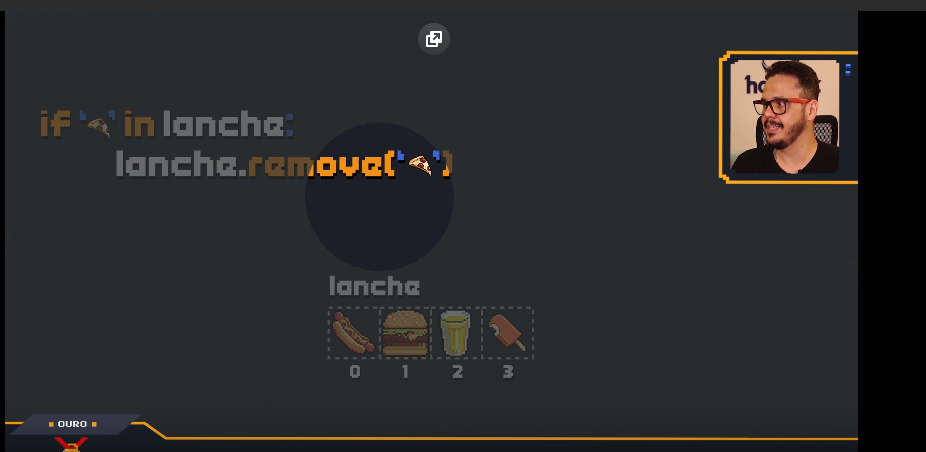 if '🍕' in lanche:
lanche.remove('🍕')
lanche
0 1 2 3
OURO